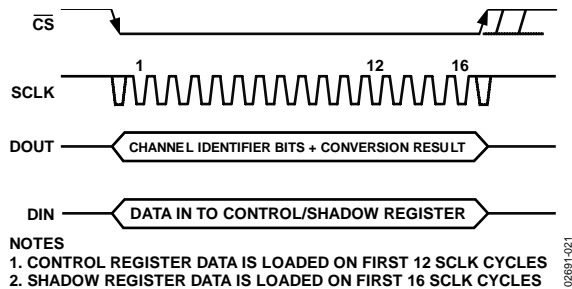 CS
1 12 16
SCLK
DOUT CHANNEL IDENTIFIER BITS + CONVERSION RESULT
DIN DATA IN TO CONTROL/SHADOW REGISTER
NOTES
1. CONTROL REGISTER DATA IS LOADED ON FIRST 12 SCLK CYCLES
2. SHADOW REGISTER DATA IS LOADED ON FIRST 16 SCLK CYCLES
02691-021